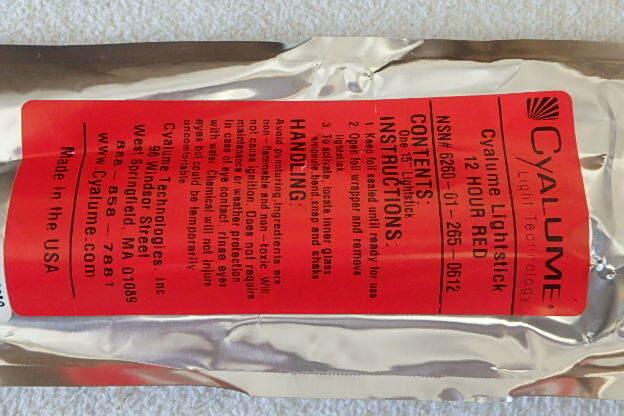 CYALUME®
Light Technology
Cyalume Lightstick
12 HOUR RED
NSN# 6260-01-265-0612
CONTENTS:
One 15" Lightstick
INSTRUCTIONS:
1. Keep foil sealed until ready for use
2. Open foil wrapper and remove
lightstick
3. To activate locate inner glass
ampoule bend, snap and shake
HANDLING:
Avoid puncturing. Ingredients are
non-flammable and non-toxic. Will
not cause ignition. Does not require
maintenance or weather protection
In case of eye contact, rinse eyes
with water. Chemical will not injure
eyes but could be temporarily
uncomfortable
Cyalume Technologies, Inc
96 Windsor Street
West Springfield, MA 01089
888-858-7881
www.Cyalume.com
Made in the USA